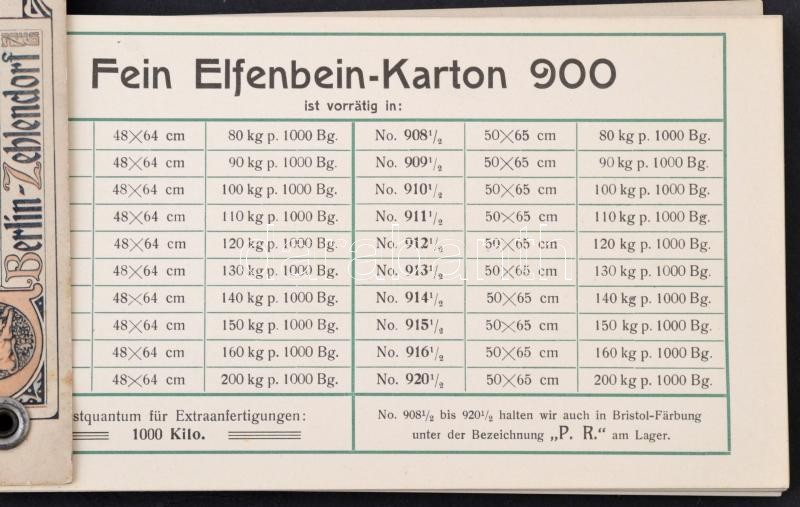 Berlin-Zehlendorf
Fein Elfenbein-Karton 900
ist vorrätig in:
48×64 cm 80 kg p. 1000 Bg. No. 908½ 50×65 cm 80 kg p. 1000 Bg.
48×64 cm 90 kg p. 1000 Bg. No. 909½ 50×65 cm 90 kg p. 1000 Bg.
48×64 cm 100 kg p. 1000 Bg. No. 910½ 50×65 cm 100 kg p. 1000 Bg.
48×64 cm 110 kg p. 1000 Bg. No. 911½ 50×65 cm 110 kg p. 1000 Bg.
48×64 cm 120 kg p. 1000 Bg. No. 912½ 50×65 cm 120 kg p. 1000 Bg.
48×64 cm 130 kg p. 1000 Bg. No. 913½ 50×65 cm 130 kg p. 1000 Bg.
48×64 cm 140 kg p. 1000 Bg. No. 914½ 50×65 cm 140 kg p. 1000 Bg.
48×64 cm 150 kg p. 1000 Bg. No. 915½ 50×65 cm 150 kg p. 1000 Bg.
48×64 cm 160 kg p. 1000 Bg. No. 916½ 50×65 cm 160 kg p. 1000 Bg.
48×64 cm 200 kg p. 1000 Bg. No. 920½ 50×65 cm 200 kg p. 1000 Bg.
stquantum für Extraanfertigungen:
1000 Kilo.
No. 908½ bis 920½ halten wir auch in Bristol-Färbung
unter der Bezeichnung „P. R.“ am Lager.
darabanth